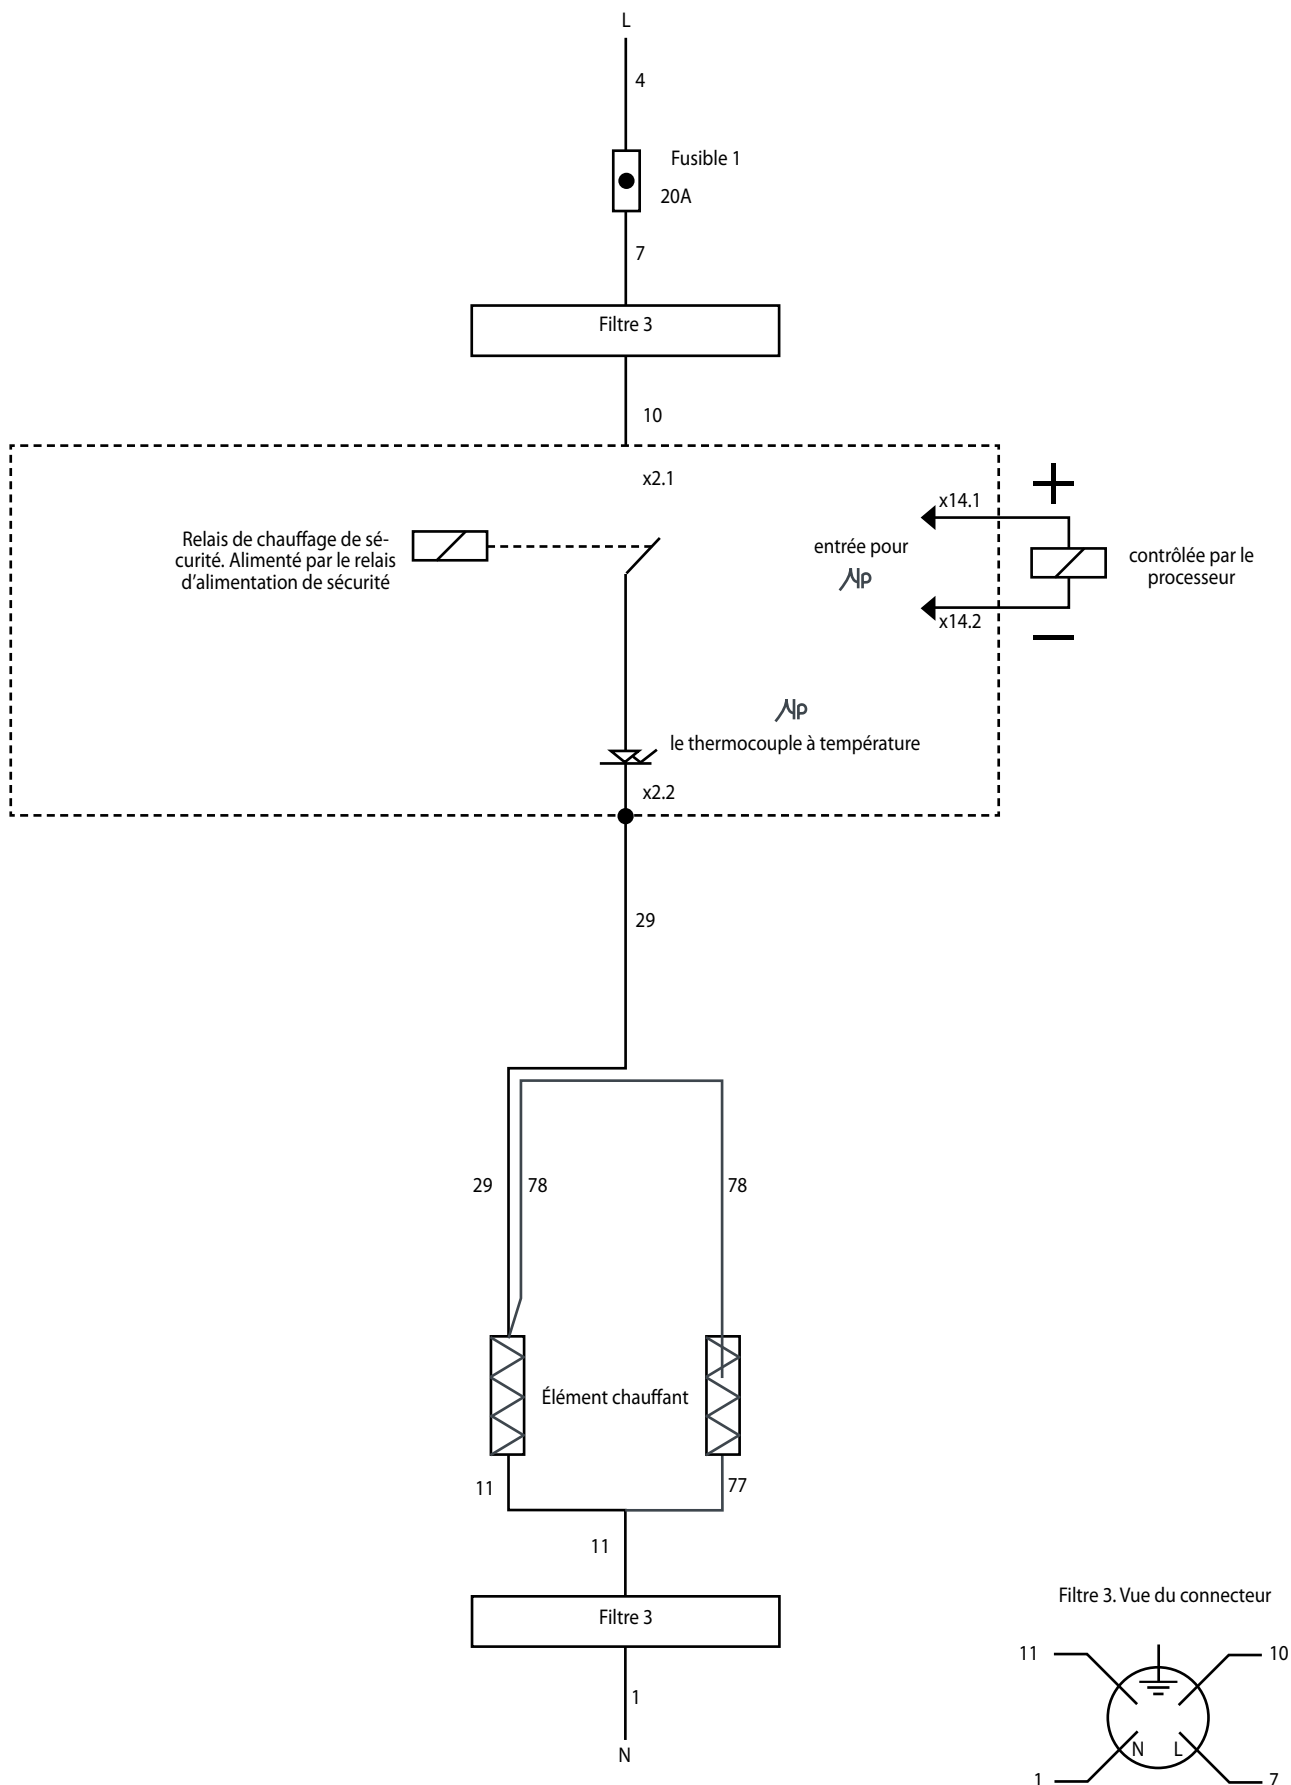 L
4
Fusible 1
20A
7
Filtre 3
10
x2.1
Relais de chauffage de sé-
curité. Alimenté par le relais
d'alimentation de sécurité
entrée pour
x14.1
x14.2
contrôlée par le
processeur
le thermocouple à température
x2.2
29
29
78
78
Élément chauffant
11
77
11
Filtre 3
1
N
Filtre 3. Vue du connecteur
11
10
N
L
1
7